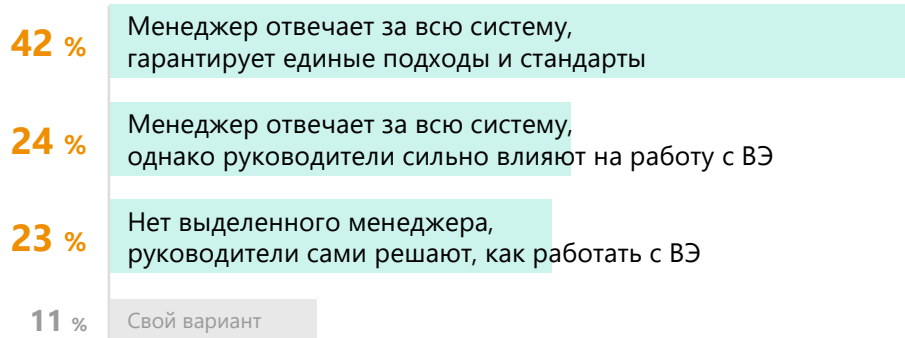 42 %
Менеджер отвечает за всю систему,
гарантирует единые подходы и стандарты
24 %
Менеджер отвечает за всю систему,
однако руководители сильно влияют на работу с ВЭ
23 %
Нет выделенного менеджера,
руководители сами решают, как работать с ВЭ
11 %
Свой вариант